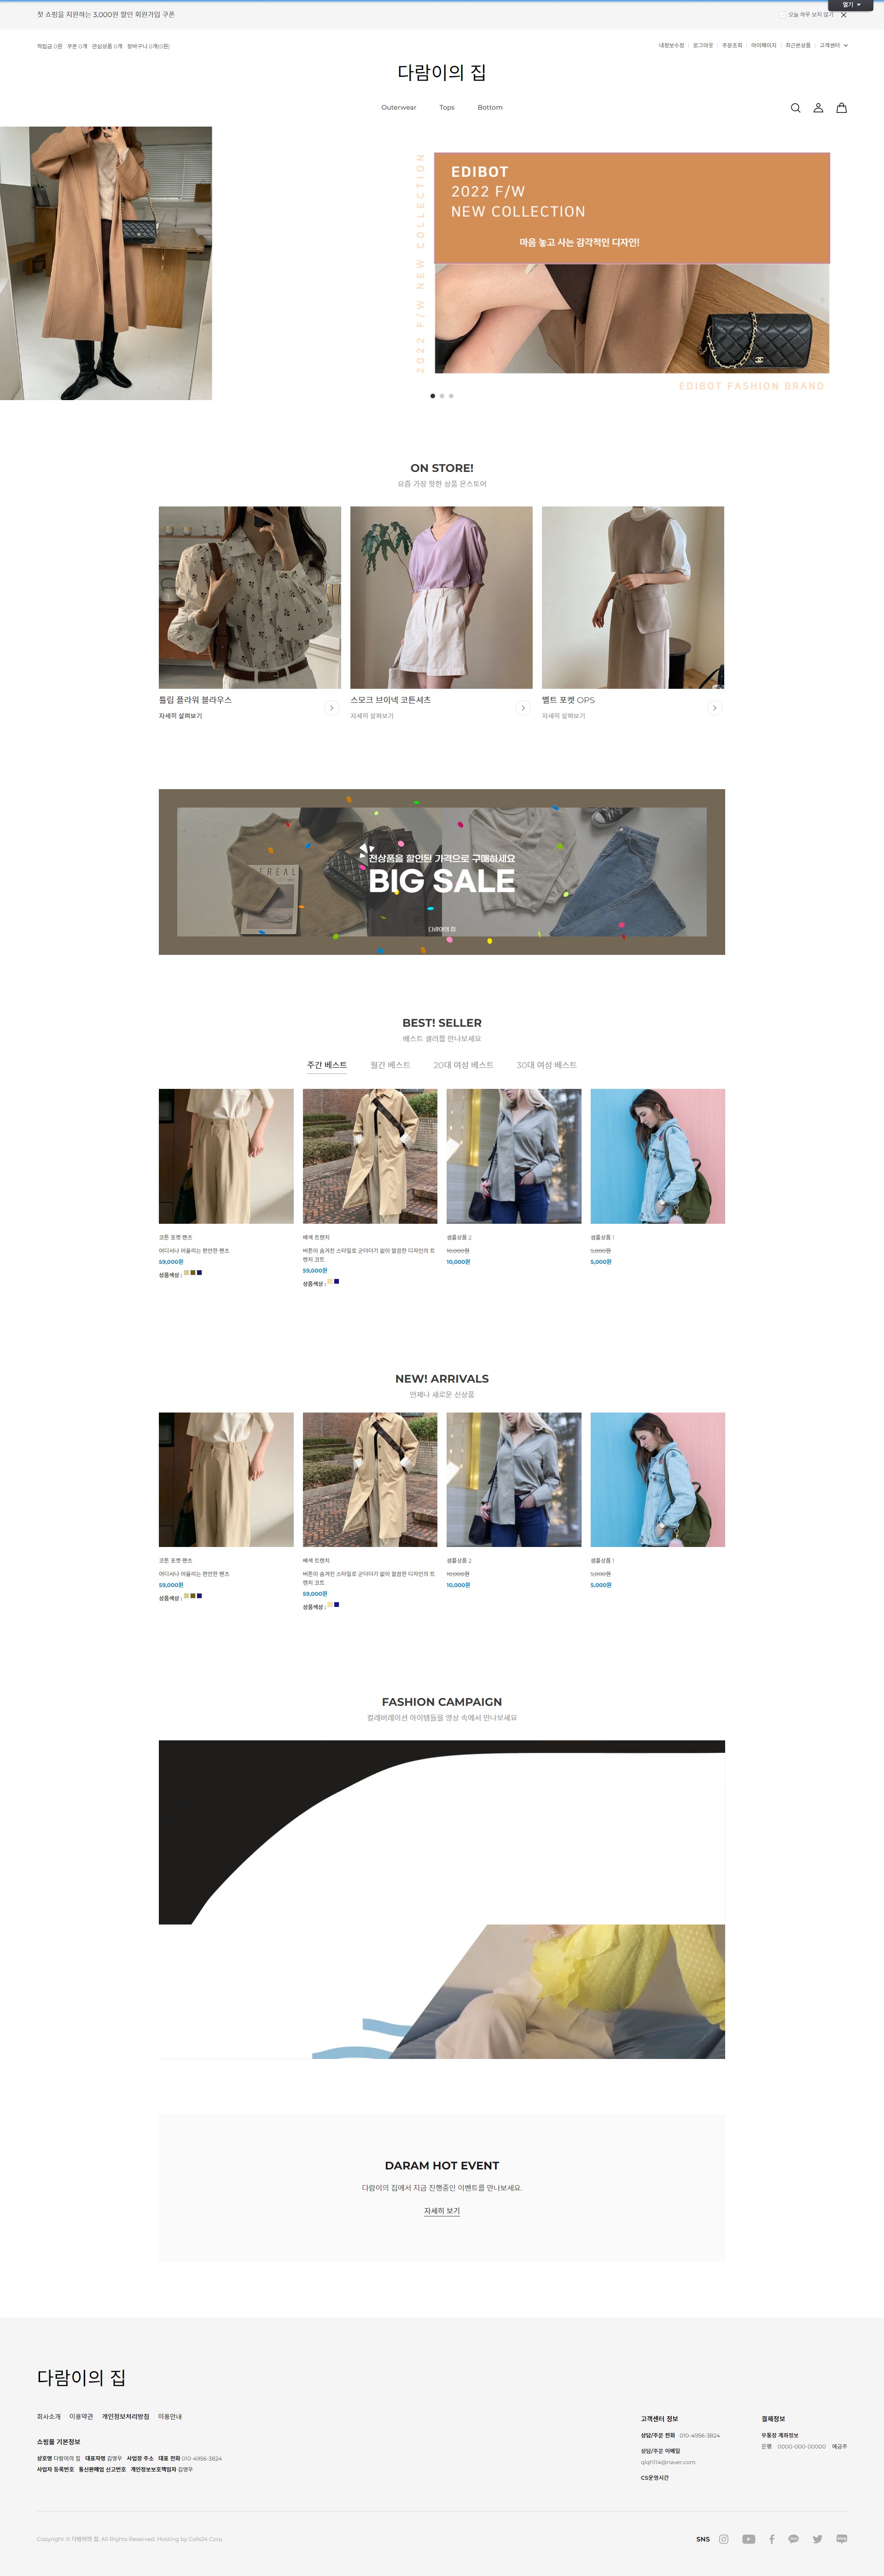 열기
첫 쇼핑을 지원하는 3,000원 할인 회원가입 쿠폰
오늘 하루 보지 않기
적립금 0원 쿠폰 0개 관심상품 0개 장바구니 0개(0원)
내정보수정 로그아웃 주문조회 마이페이지 최근본상품 고객센터
다람이의 집
Outerwear Tops Bottom
2022 F/W NEW COLLECTION
EDIBOT
2022 F/W
NEW COLLECTION
마음 놓고 사는 감각적인 디자인!
EDIBOT FASHION BRAND
ON STORE!
요즘 가장 핫한 상품 온스토어
튤립 플라워 블라우스
자세히 살펴보기
스모크 브이넥 코튼셔츠
자세히 살펴보기
벨트 포켓 OPS
자세히 살펴보기
전상품을 할인된 가격으로 구매하세요
BIG SALE
다람이의 집
BEST! SELLER
베스트 셀러를 만나보세요
주간 베스트 월간 베스트 20대 여성 베스트 30대 여성 베스트
코튼 포켓 팬츠
어디서나 어울리는 편안한 팬츠
59,000원
상품색상 :
배색 트렌치
버튼이 숨겨진 스타일로 군더더기 없이 깔끔한 디자인의 트
렌치 코트
59,000원
상품색상 :
샘플상품 2
10,000원
10,000원
샘플상품 1
5,000원
5,000원
NEW! ARRIVALS
언제나 새로운 신상품
코튼 포켓 팬츠
어디서나 어울리는 편안한 팬츠
59,000원
상품색상 :
배색 트렌치
버튼이 숨겨진 스타일로 군더더기 없이 깔끔한 디자인의 트
렌치 코트
59,000원
상품색상 :
샘플상품 2
10,000원
10,000원
샘플상품 1
5,000원
5,000원
FASHION CAMPAIGN
컬레버레이션 아이템들을 영상 속에서 만나보세요
DARAM HOT EVENT
다람이의 집에서 지금 진행중인 이벤트를 만나보세요.
자세히 보기
다람이의 집
회사소개 이용약관 개인정보처리방침 이용안내
쇼핑몰 기본정보
상호명 다람이의 집 대표자명 김영우 사업장 주소 대표 전화 010-4956-3824
사업자 등록번호 통신판매업 신고번호 개인정보보호책임자 김영우
고객센터 정보
상담/주문 전화 010-4956-3824
상담/주문 이메일
qlqh114@naver.com
CS운영시간
결제정보
무통장 계좌정보
은행 0000-000-00000 예금주
Copyright © 다람이의 집. All Rights Reserved. Hosting by Cafe24 Corp.
SNS